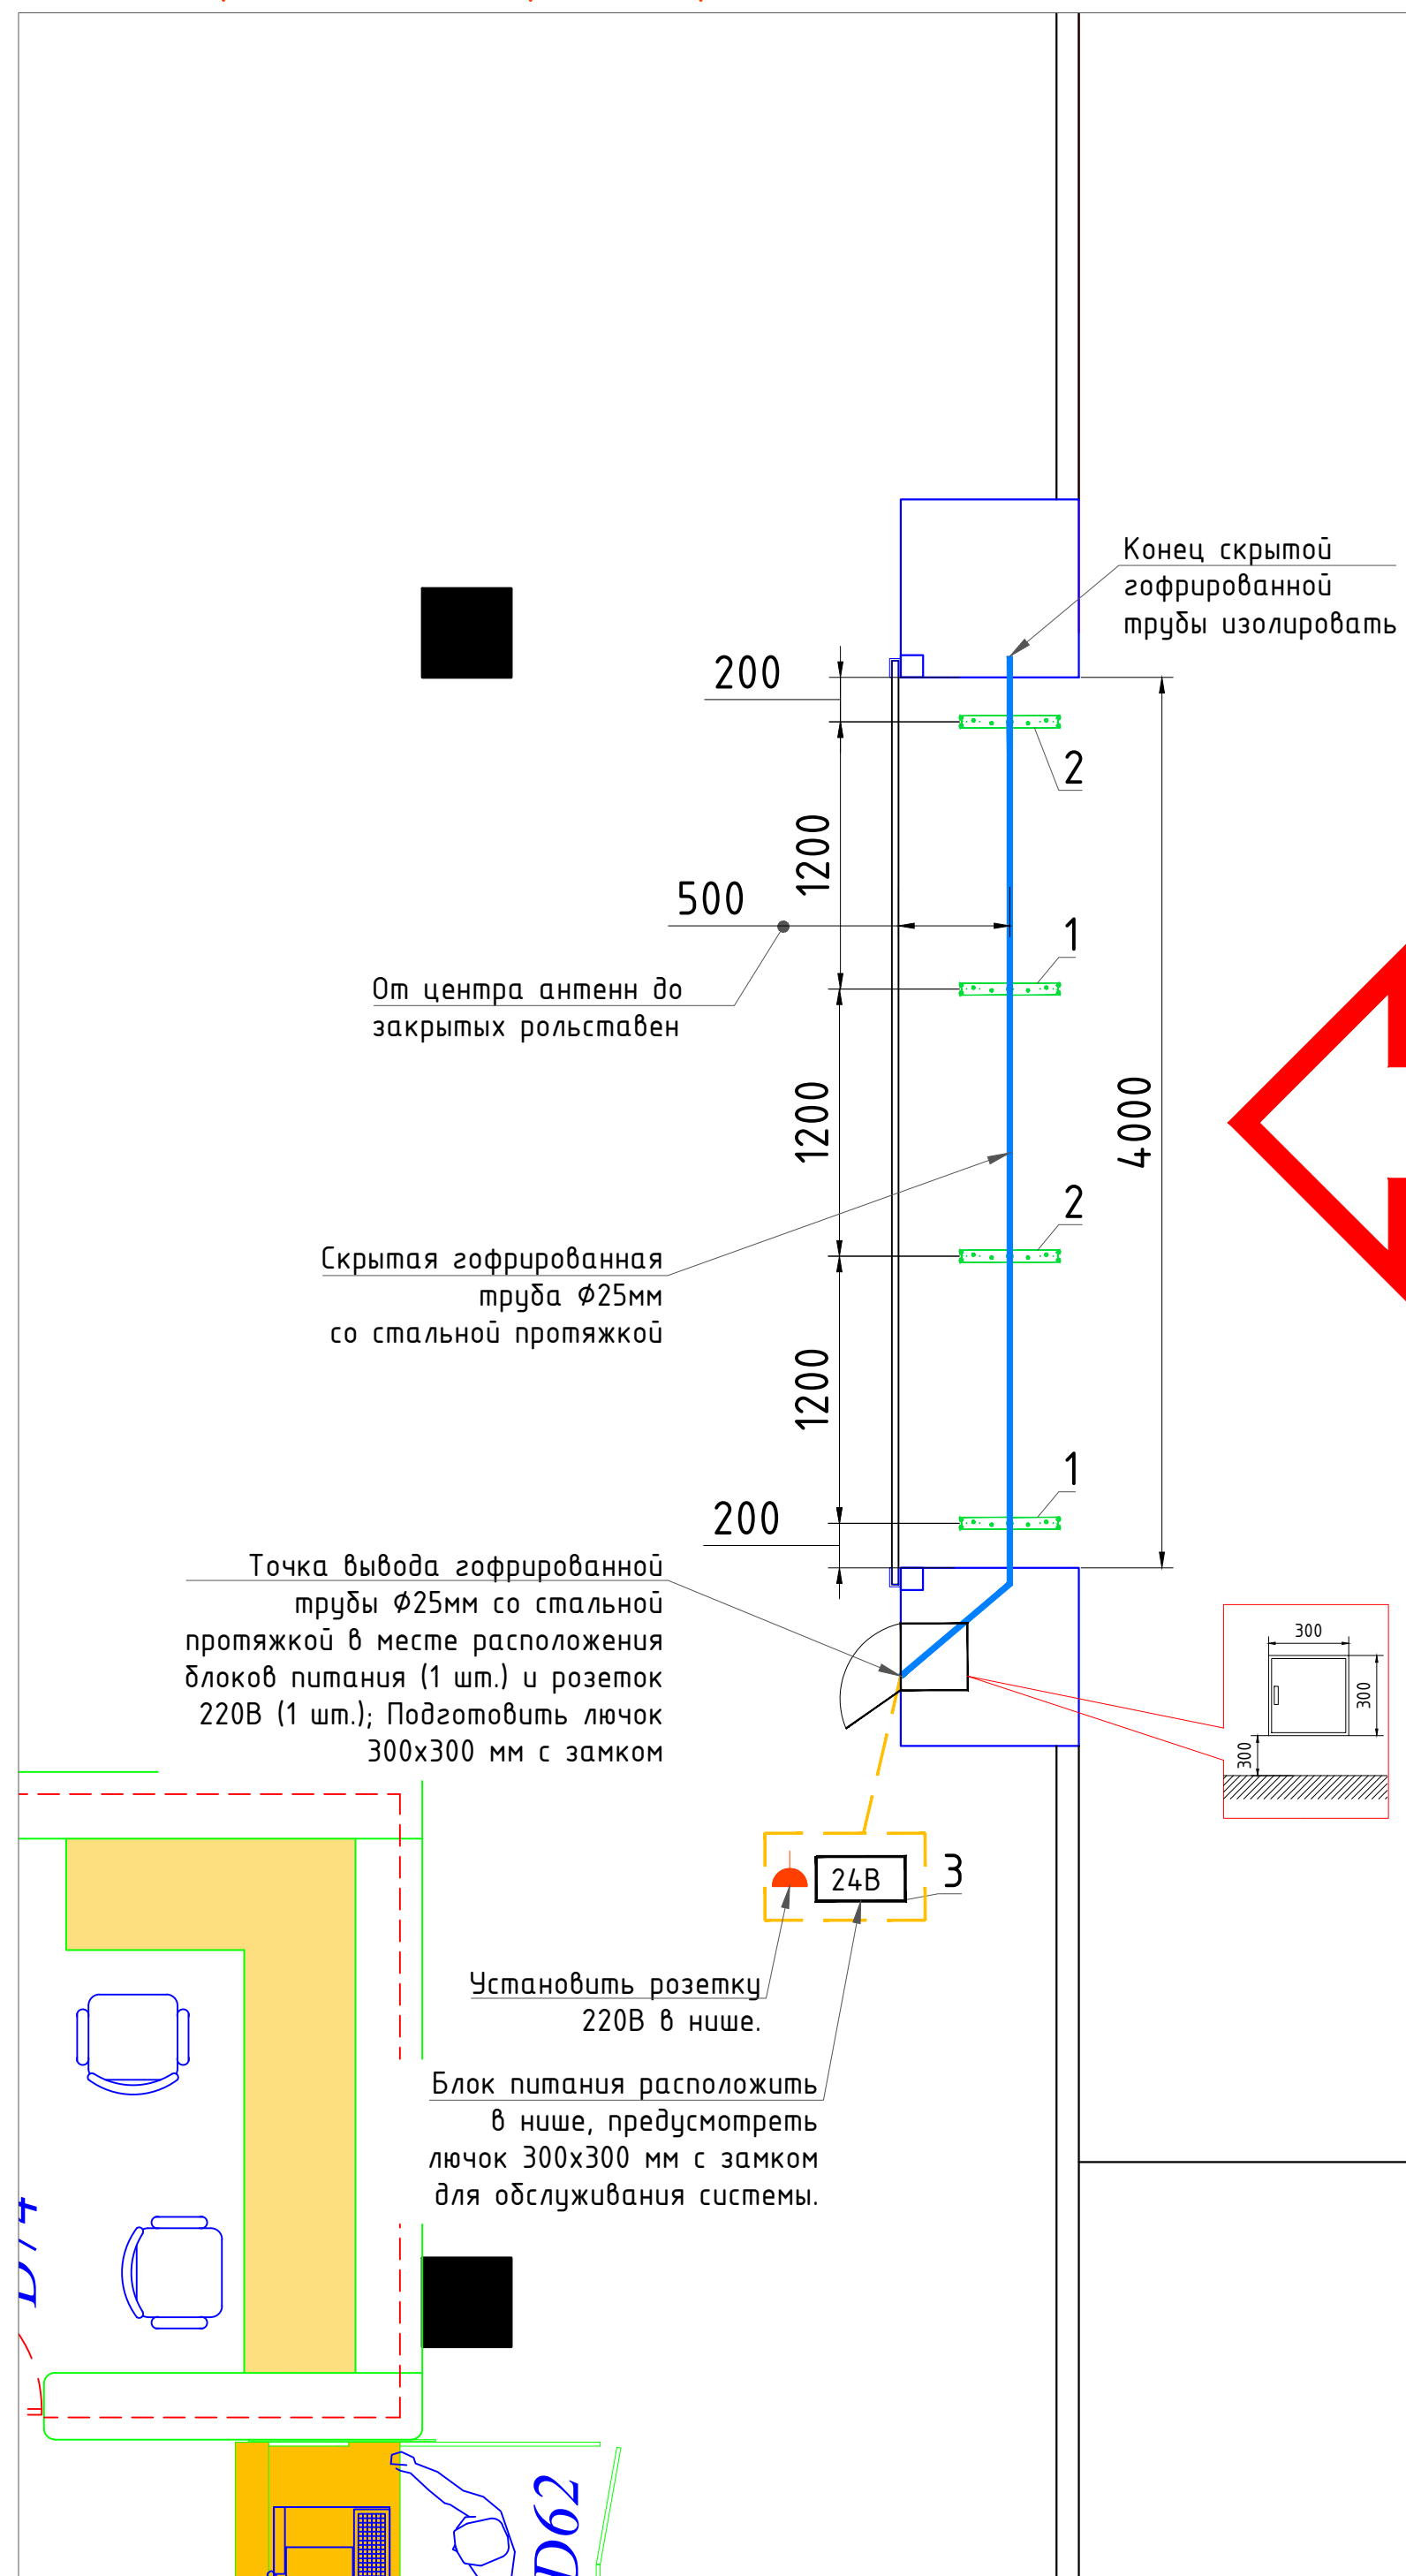 Конец скрытой
гофрированной
трубы изолировать
200
2
1200
500
1
От центра антенн до
закрытых рольставен
1200
4000
2
Скрытая гофрированная
труба Ø25мм
со стальной протяжкой
1200
1
200
Точка вывода гофрированной
трубы Ø25мм со стальной
протяжкой в месте расположения
блоков питания (1 шт.) и розеток
220В (1 шт.); Подготовить лючок
300х300 мм с замком
300
300
300
24В
3
Установить розетку
220В в нише.
Блок питания расположить
в нише, предусмотреть
лючок 300х300 мм с замком
для обслуживания системы.
D62